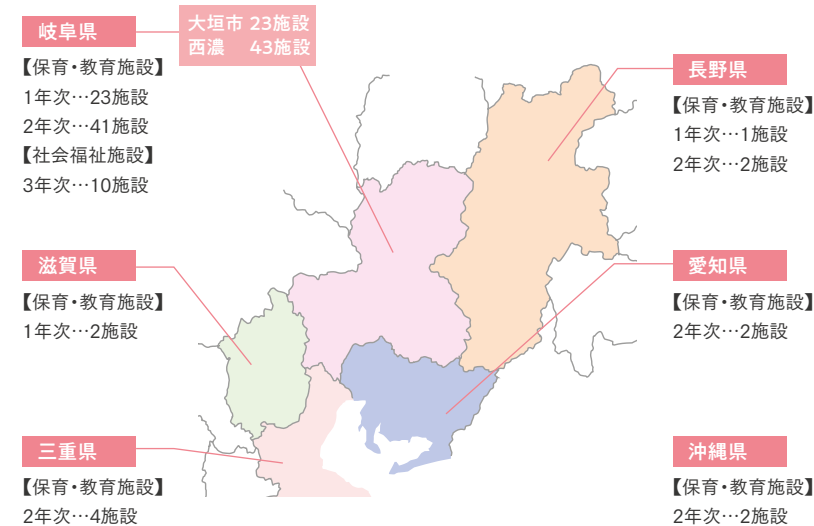 岐阜県
大垣市 23施設
西濃 43施設
【保育・教育施設】
1年次…23施設
2年次…41施設
【社会福祉施設】
3年次…10施設
長野県
【保育・教育施設】
1年次…1施設
2年次…2施設
滋賀県
【保育・教育施設】
1年次…2施設
愛知県
【保育・教育施設】
2年次…2施設
三重県
【保育・教育施設】
2年次…4施設
沖縄県
【保育・教育施設】
2年次…2施設